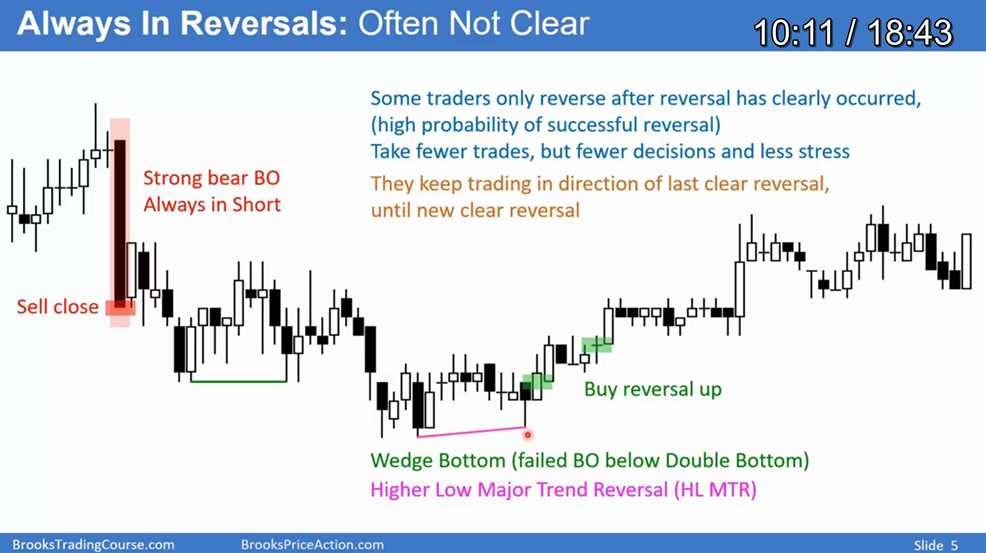 Always In Reversals: Often Not Clear
10:11 / 18:43
Some traders only reverse after reversal has clearly occurred,
(high probability of successful reversal)
Take fewer trades, but fewer decisions and less stress
They keep trading in direction of last clear reversal,
until new clear reversal
Strong bear BO
Always in Short
Sell close
Buy reversal up
Wedge Bottom (failed BO below Double Bottom)
Higher Low Major Trend Reversal (HL MTR)
BrooksTradingCourse.com
BrooksPriceAction.com
Slide 5